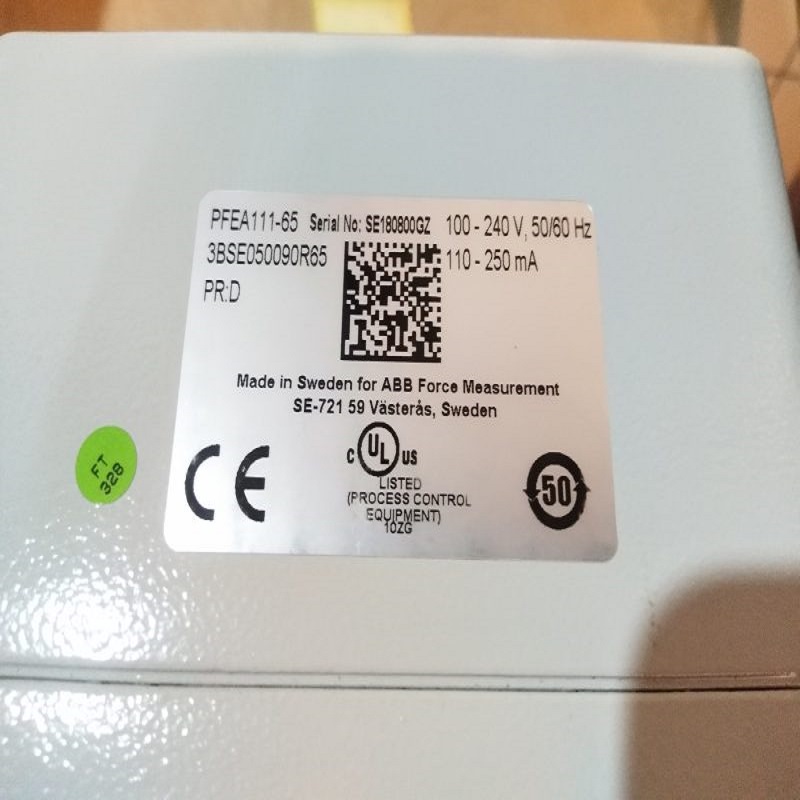 PFEA111-65 Serial No: SE180800GZ 100 - 240 V, 50/60 Hz
3BSE050090R65 110 - 250 mA
PR:D
Made in Sweden for ABB Force Measurement
SE-721 59 Västerås, Sweden
CE
C UL US
LISTED
(PROCESS CONTROL
EQUIPMENT)
10ZG
50
FT
328